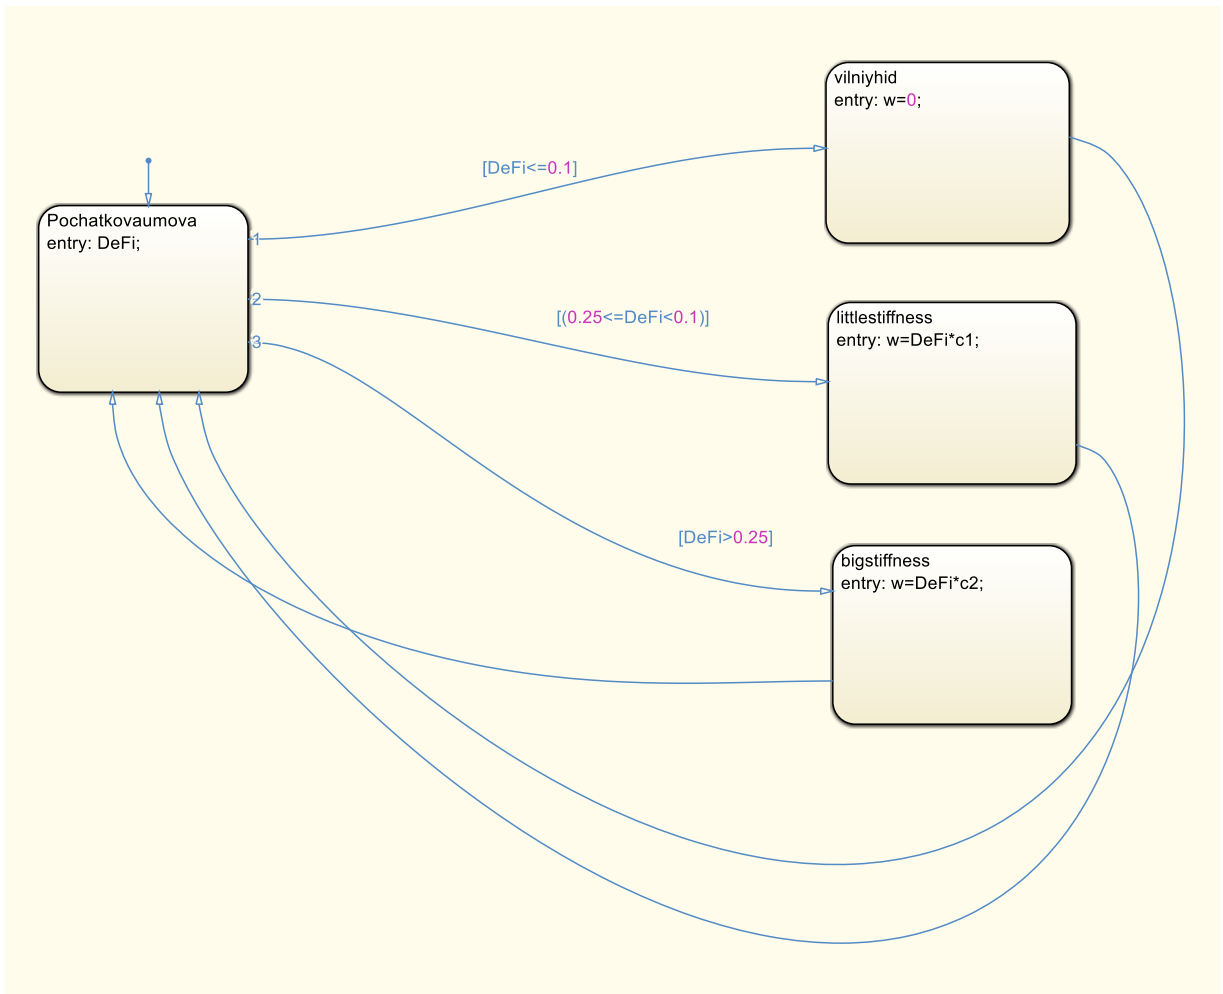 vilniyhid
entry: w=0;
[DeFi<=0.1]
Pochatkovaumova
entry: DeFi;
1
2
3
[(0.25<=DeFi<0.1)]
littlestiffness
entry: w=DeFi*c1;
[DeFi>0.25]
bigstiffness
entry: w=DeFi*c2;